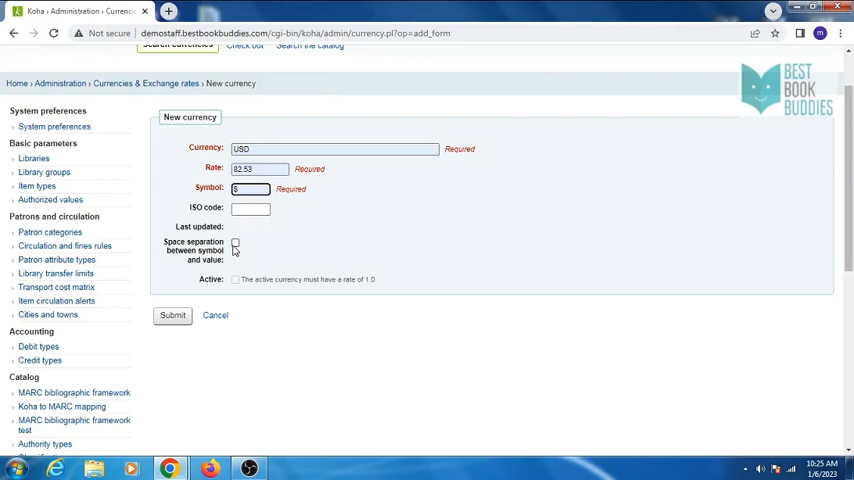 Koha › Administration › Currencie
Not secure
demostaff.bestbookbuddies.com/cgi-bin/koha/admin/currency.pl?op=add_form
m
Search currencies
Check out
Search the catalog
Home › Administration › Currencies & Exchange rates › New currency
BEST
BOOK
BUDDIES
System preferences
› System preferences
Basic parameters
› Libraries
› Library groups
› Item types
› Authorized values
Patrons and circulation
› Patron categories
› Circulation and fines rules
› Patron attribute types
› Library transfer limits
› Transport cost matrix
› Item circulation alerts
› Cities and towns
Accounting
› Debit types
› Credit types
Catalog
› MARC bibliographic framework
› Koha to MARC mapping
› MARC bibliographic framework
test
› Authority types
New currency
Currency: USD Required
Rate: 82.53 Required
Symbol: $ Required
ISO code:
Last updated:
Space separation
between symbol
and value:
Active: The active currency must have a rate of 1.0
Submit
Cancel
10:25 AM
1/6/2023